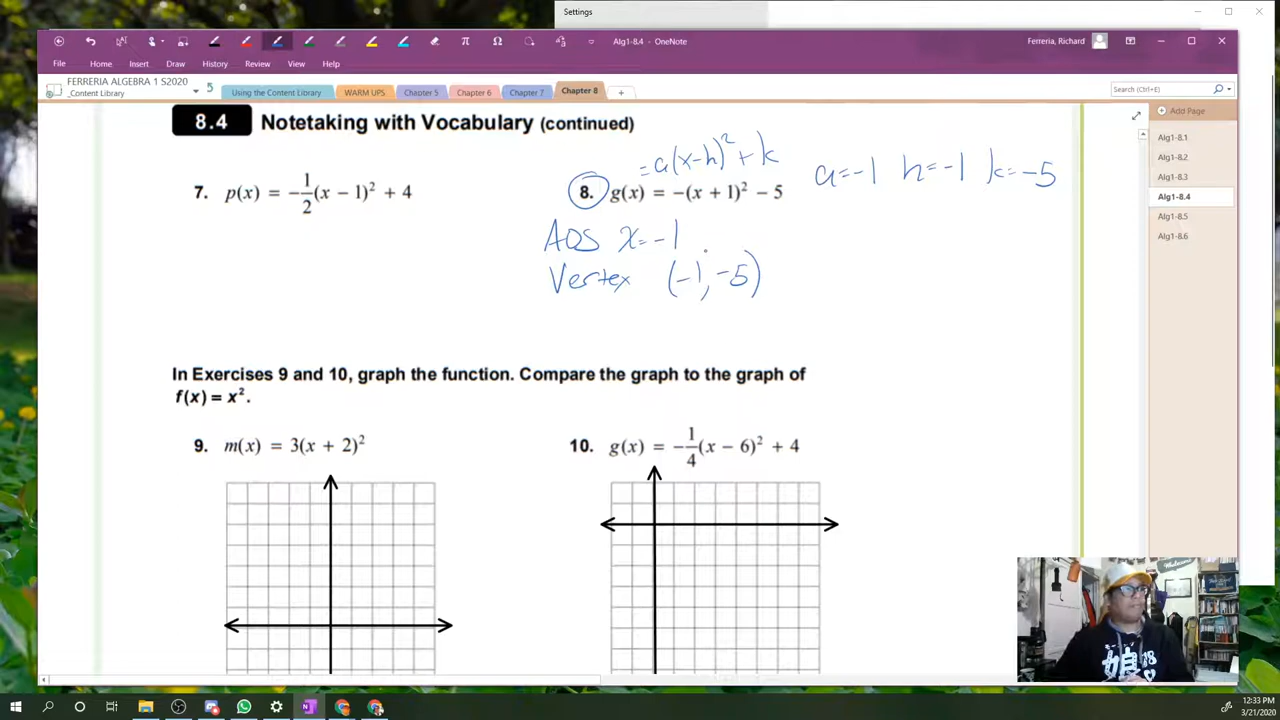 Settings
Alg1-8.4 - OneNote
Ferreria, Richard
File Home Insert Draw History Review View Help
FERRERIA ALGEBRA 1 S2020
_Content Library
5
Using the Content Library WARM UPS Chapter 5 Chapter 6 Chapter 7 Chapter 8 +
Search (Ctrl+E)
Add Page
Alg1-8.1
Alg1-8.2
Alg1-8.3
Alg1-8.4
Alg1-8.5
Alg1-8.6
8.4 Notetaking with Vocabulary (continued)
= a(x-h)² + k
a=-1 h=-1 k=-5
7. p(x) = -1/2(x − 1)² + 4
8. g(x) = −(x + 1)² − 5
AOS x=-1
Vertex (-1, -5)
In Exercises 9 and 10, graph the function. Compare the graph to the graph of
f(x) = x².
9. m(x) = 3(x + 2)²
10. g(x) = -1/4(x − 6)² + 4
12:33 PM
3/21/2020